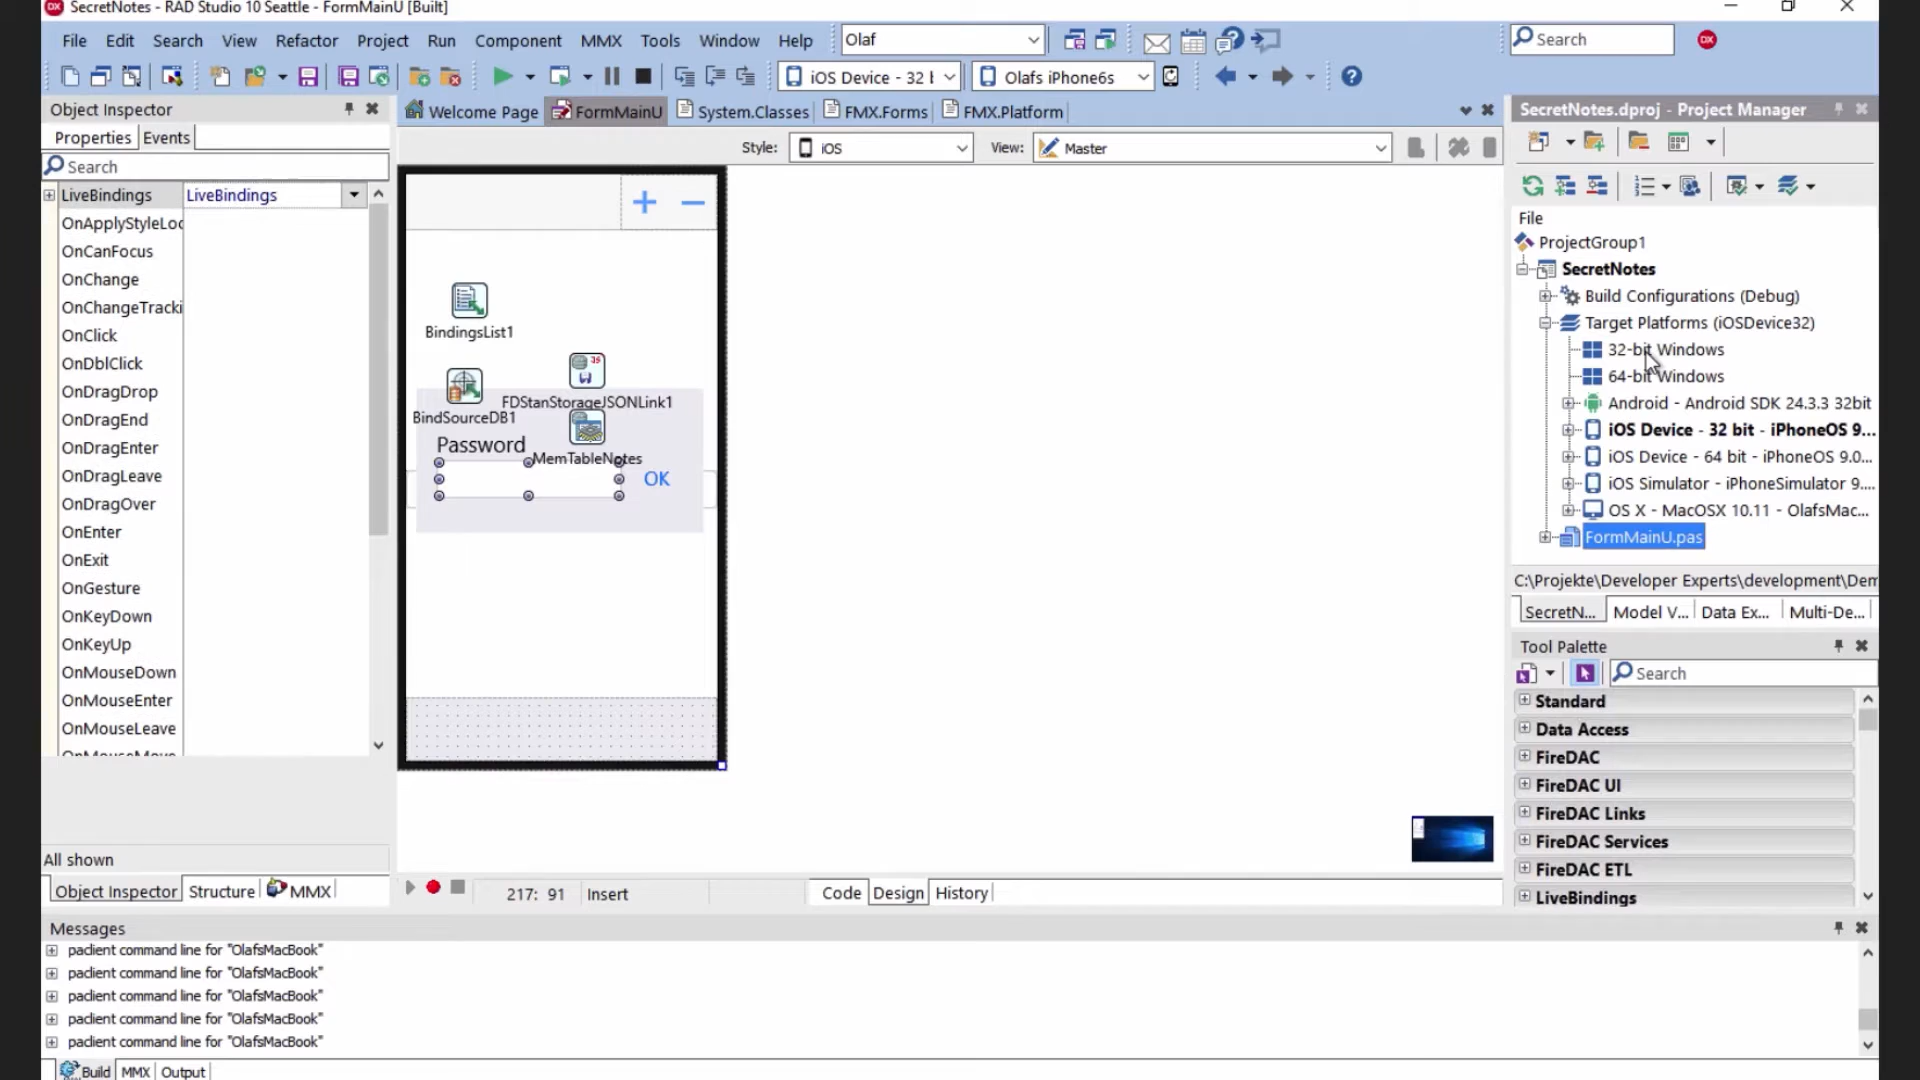 SecretNotes - RAD Studio 10 Seattle - FormMainU [Built]
File Edit Search View Refactor Project Run Component MMX Tools Window Help
Olaf
Search
iOS Device - 32 b
Olafs iPhone6s
Object Inspector
Properties Events
Search
LiveBindings LiveBindings
OnApplyStyleLoo
OnCanFocus
OnChange
OnChangeTracki
OnClick
OnDblClick
OnDragDrop
OnDragEnd
OnDragEnter
OnDragLeave
OnDragOver
OnEnter
OnExit
OnGesture
OnKeyDown
OnKeyUp
OnMouseDown
OnMouseEnter
OnMouseLeave
OnMouseMove
All shown
Object Inspector Structure MMX
Welcome Page FormMainU System.Classes FMX.Forms FMX.Platform
Style: iOS View: Master
BindingsList1
JS
FDStanStorageJSONLink1
BindSourceDB1
Password
MemTableNotes
OK
217: 91 Insert
Code Design History
SecretNotes.dproj - Project Manager
File
ProjectGroup1
SecretNotes
Build Configurations (Debug)
Target Platforms (iOSDevice32)
32-bit Windows
64-bit Windows
Android - Android SDK 24.3.3 32bit
iOS Device - 32 bit - iPhoneOS 9...
iOS Device - 64 bit - iPhoneOS 9.0...
iOS Simulator - iPhoneSimulator 9....
OS X - MacOSX 10.11 - OlafsMac...
FormMainU.pas
C:\Projekte\Developer Experts\development\Dem
SecretN... Model V... Data Ex... Multi-De...
Tool Palette
Search
Standard
Data Access
FireDAC
FireDAC UI
FireDAC Links
FireDAC Services
FireDAC ETL
LiveBindings
Messages
paclient command line for "OlafsMacBook"
paclient command line for "OlafsMacBook"
paclient command line for "OlafsMacBook"
paclient command line for "OlafsMacBook"
paclient command line for "OlafsMacBook"
Build MMX Output